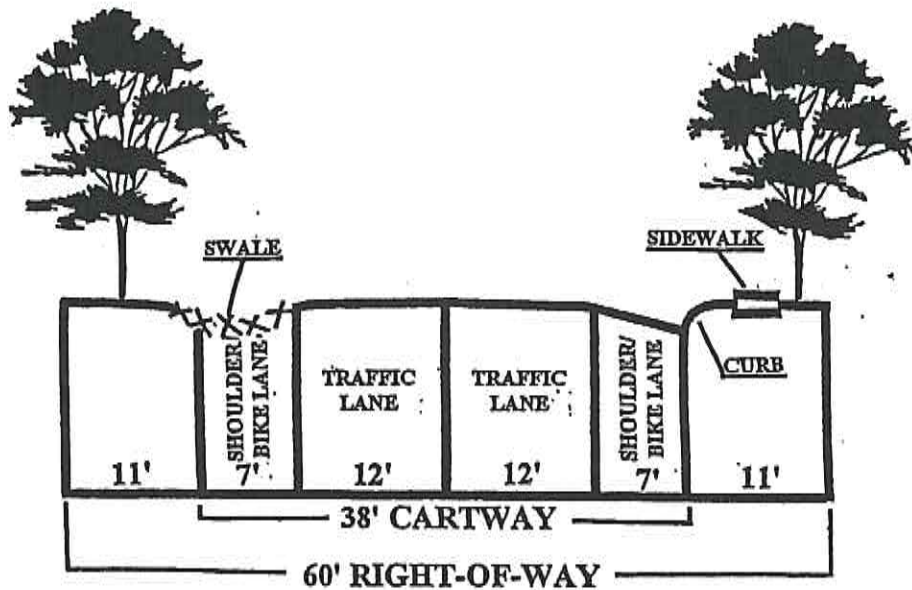 SWALE
SIDEWALK
CURB
SHOULDER/
BIKE LANE
TRAFFIC
LANE
TRAFFIC
LANE
SHOULDER/
BIKE LANE
11'
7'
12'
12'
7'
11'
38' CARTWAY
60' RIGHT-OF-WAY